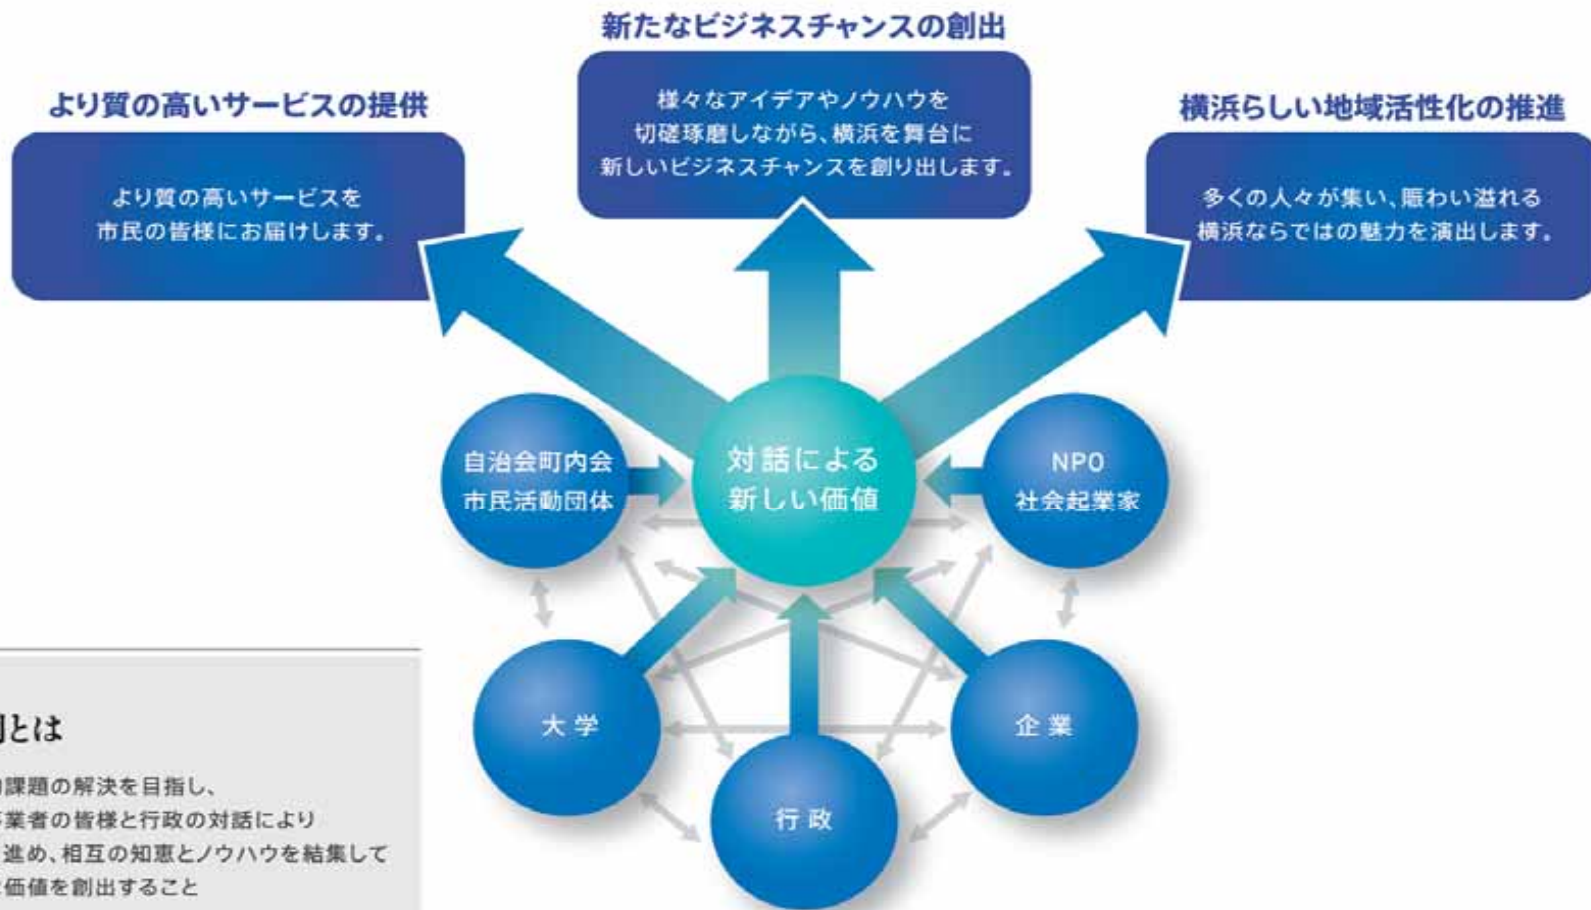 新たなビジネスチャンスの創出
様々なアイデアやノウハウを
切磋琢磨しながら、横浜を舞台に
新しいビジネスチャンスを創り出します。
より質の高いサービスの提供
より質の高いサービスを
市民の皆様にお届けします。
横浜らしい地域活性化の推進
多くの人々が集い、賑わい溢れる
横浜ならではの魅力を演出します。
自治会町内会
市民活動団体
対話による
新しい価値
NPO
社会起業家
大学
企業
行政
とは
課題の解決を目指し、
業者の皆様と行政の対話により
進め、相互の知恵とノウハウを結集して
価値を創出すること